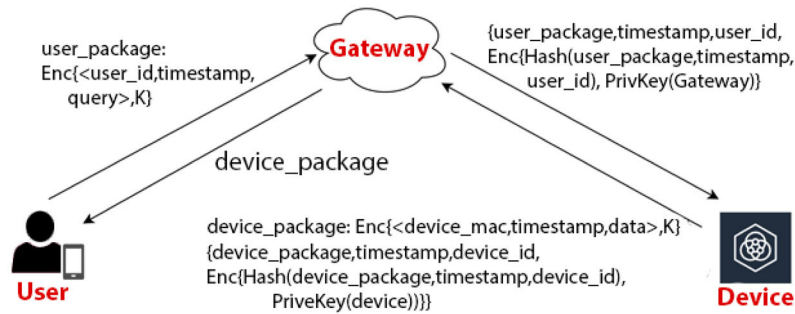 user_package:
Enc{<user_id,timestamp,
query>,K}
Gateway
{user_package,timestamp,user_id,
Enc{Hash(user_package,timestamp,
user_id), PrivKey(Gateway)}
device_package
device_package: Enc{<device_mac,timestamp,data>,K}
{device_package,timestamp,device_id,
Enc{Hash(device_package,timestamp,device_id),
PriveKey(device))}}
User
Device